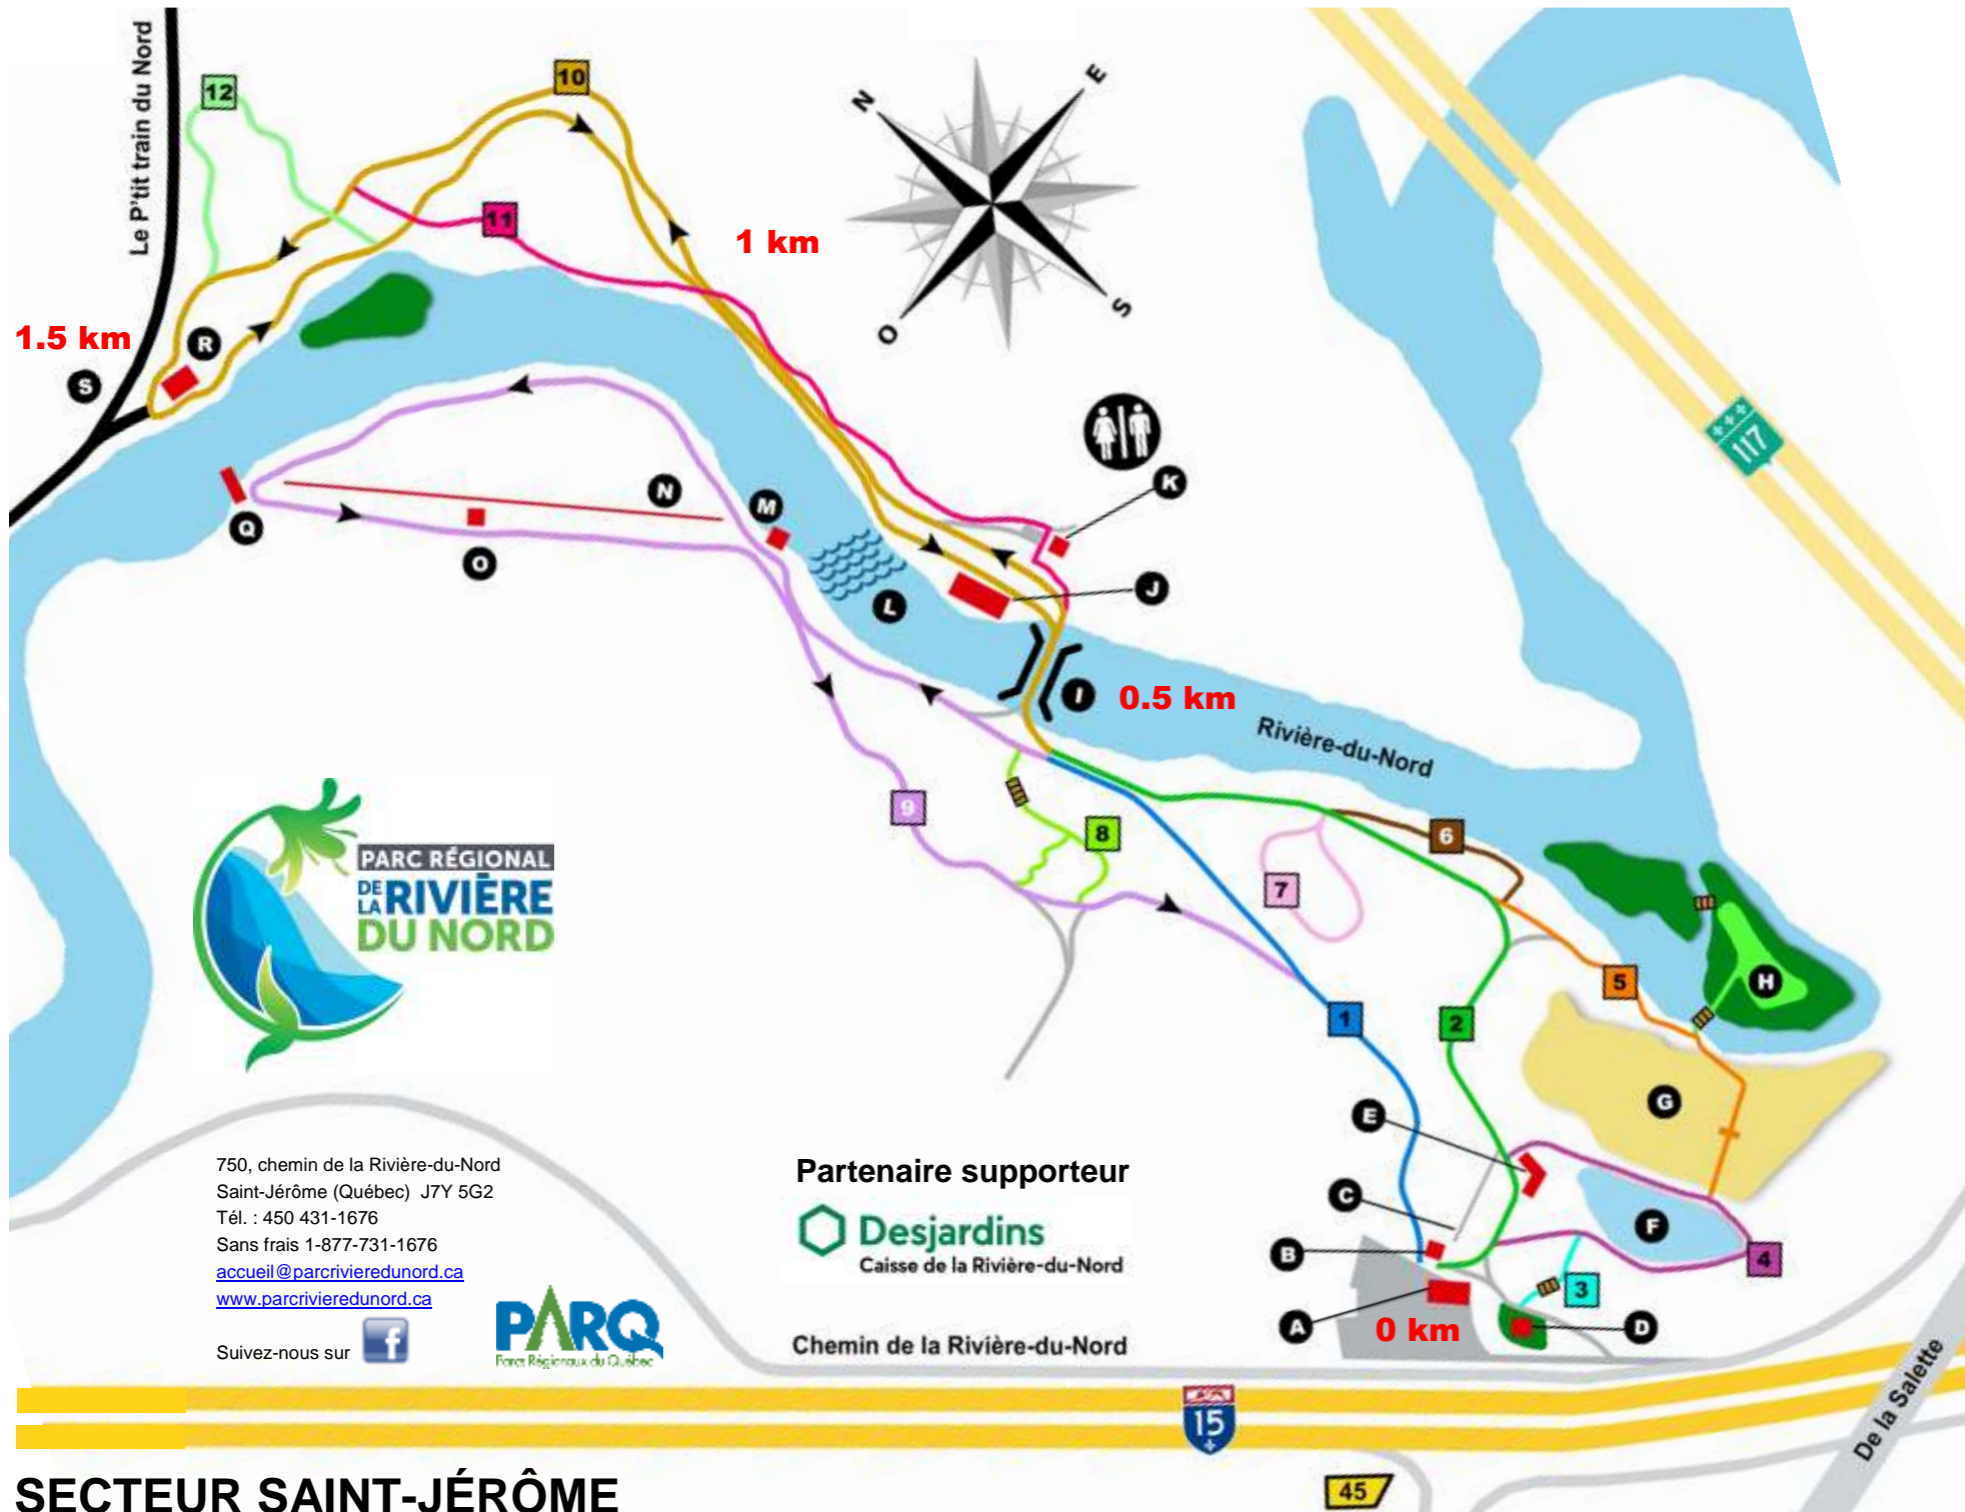 Le P'tit train du Nord
12
10
N
E
S
O
11
1 km
1.5 km
R
S
117
K
N
M
Q
O
J
L
I
0.5 km
Rivière-du-Nord
9
8
6
7
H
5
1
2
G
E
C
F
B
4
3
A
0 km
D
PARC RÉGIONAL
DE LA RIVIÈRE
DU NORD
750, chemin de la Rivière-du-Nord
Saint-Jérôme (Québec) J7Y 5G2
Tél. : 450 431-1676
Sans frais 1-877-731-1676
accueil@parcrivieredunord.ca
www.parcrivieredunord.ca
Suivez-nous sur f
PARQ
Parcs Régionaux du Québec
Partenaire supporteur
Desjardins
Caisse de la Rivière-du-Nord
Chemin de la Rivière-du-Nord
15
De la Salette
45
SECTEUR SAINT-JÉRÔME